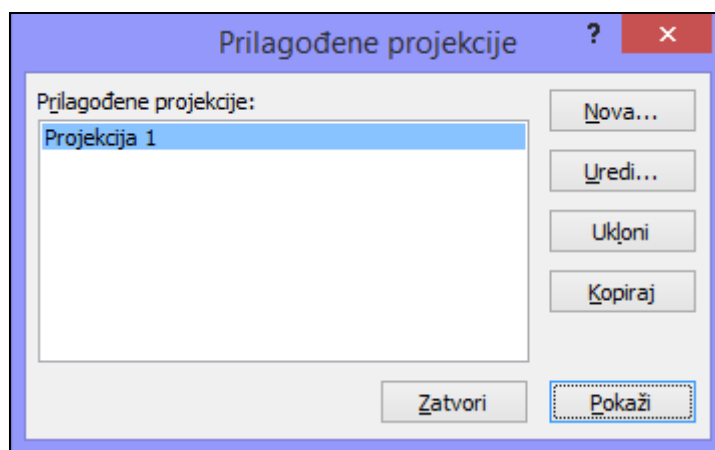 Prilagođene projekcije
?
Prilagođene projekcije:
Projekcija 1
Nova...
Uredi...
Ukloni
Kopiraj
Zatvori
Pokaži